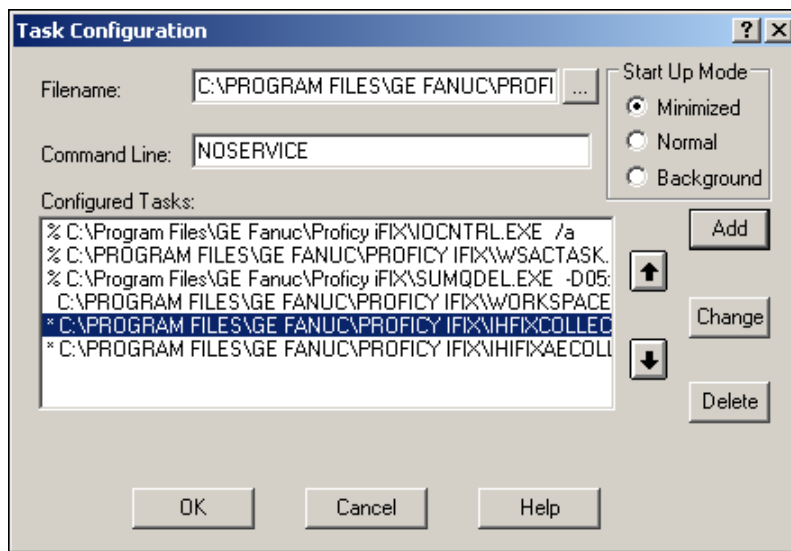 Task Configuration
Filename: C:\PROGRAM FILES\GE FANUC\PROFI ...
Start Up Mode
Minimized
Normal
Background
Command Line: NOSERVICE
Configured Tasks:
% C:\Program Files\GE Fanuc\Proficy iFIX\IOCNTRL.EXE /a
% C:\PROGRAM FILES\GE FANUC\PROFICY IFIX\WSACTASK.
% C:\Program Files\GE Fanuc\Proficy iFIX\SUMQDEL.EXE -D05:
C:\PROGRAM FILES\GE FANUC\PROFICY IFIX\WORKSPACE
* C:\PROGRAM FILES\GE FANUC\PROFICY IFIX\IHFIXCOLLEC
* C:\PROGRAM FILES\GE FANUC\PROFICY IFIX\IHIFIXAECOLL
Add
Change
Delete
OK Cancel Help